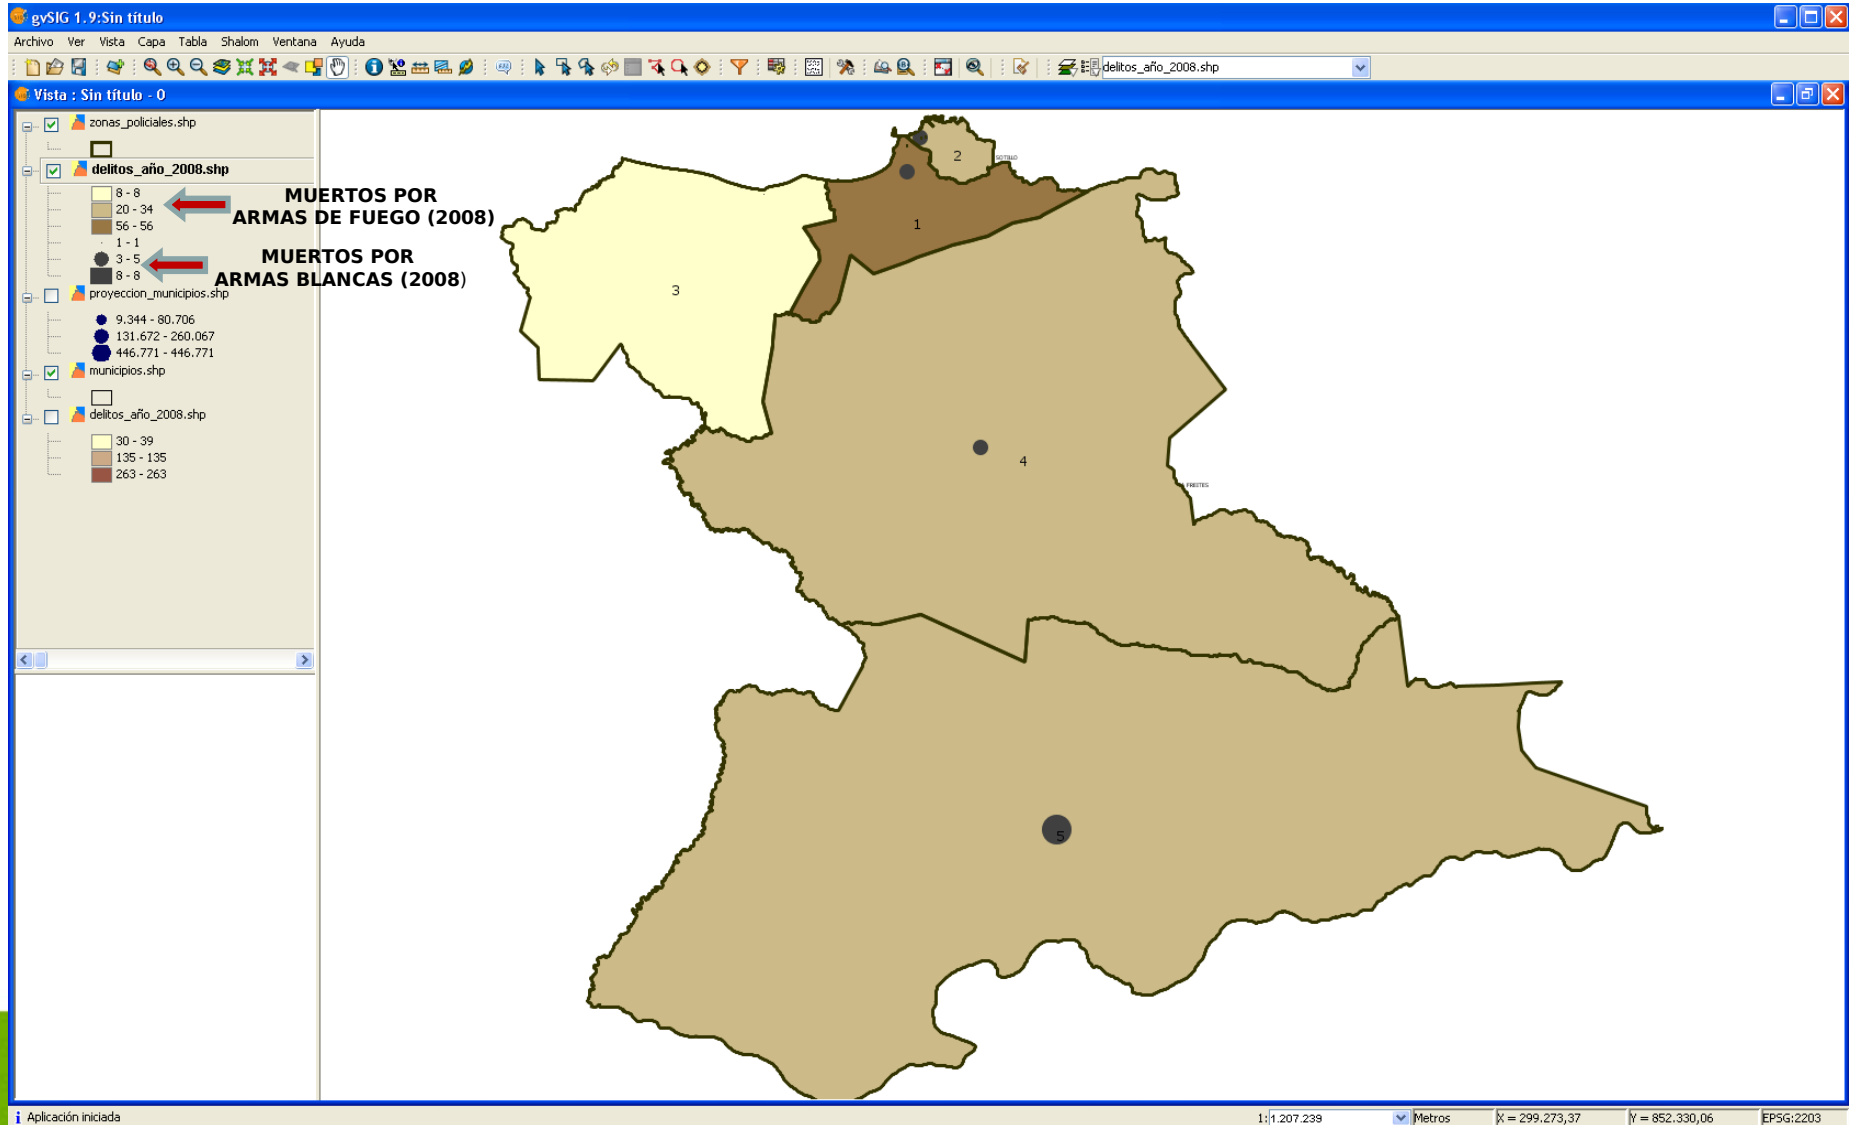 gvSIG 1.9:Sin título
Archivo Ver Vista Capa Tabla Shalom Ventana Ayuda
delitos_año_2008.shp
Vista : Sin título - 0
zonas_policiales.shp
delitos_año_2008.shp
8 - 8
20 - 34
56 - 56
1 - 1
3 - 5
8 - 8
MUERTOS POR
ARMAS DE FUEGO (2008)
MUERTOS POR
ARMAS BLANCAS (2008)
proyeccion_municipios.shp
9.344 - 80.706
131.672 - 260.067
446.771 - 446.771
municipios.shp
delitos_año_2008.shp
30 - 39
135 - 135
263 - 263
2
SOTILLO
1
3
4
FREITES
5
Aplicación iniciada
1:1.207.239
Metros
X = 299.273,37
Y = 852.330,06
EPSG:2203